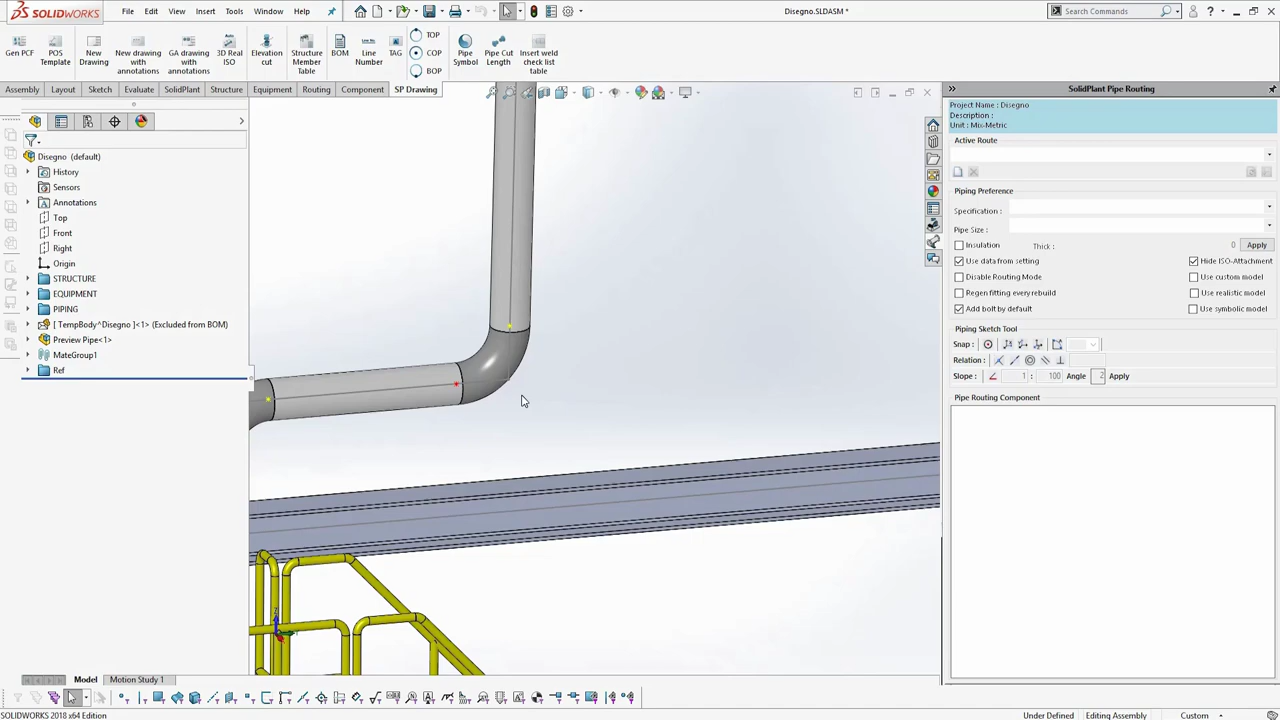 SOLIDWORKS File Edit View Insert Tools Window Help Disegno.SLDASM * Search Commands
Gen PCF POS Template New Drawing New drawing with annotations GA drawing with annotations 3D Real ISO Elevation cut Structure Member Table BOM Line Number TAG TOP COP BOP Pipe Symbol Pipe Cut Length Insert weld check list table
Assembly Layout Sketch Evaluate SolidPlant Structure Equipment Routing Component SP Drawing
Disegno (default)
History
Sensors
Annotations
Top
Front
Right
Origin
STRUCTURE
EQUIPMENT
PIPING
[ TempBody^Disegno ]<1> (Excluded from BOM)
Preview Pipe<1>
MateGroup1
Ref
SolidPlant Pipe Routing
Project Name : Disegno
Description :
Unit : Mix-Metric
Active Route
Piping Preference
Specification :
Pipe Size :
Insulation Thick : 0 Apply
Use data from setting Hide ISO-Attachment
Disable Routing Mode Use custom model
Regen fitting every rebuild Use realistic model
Add bolt by default Use symbolic model
Piping Sketch Tool
Snap :
Relation :
Slope : 1 : 100 Angle 2 Apply
Pipe Routing Component
Model Motion Study 1
SOLIDWORKS 2018 x64 Edition Under Defined Editing Assembly Custom